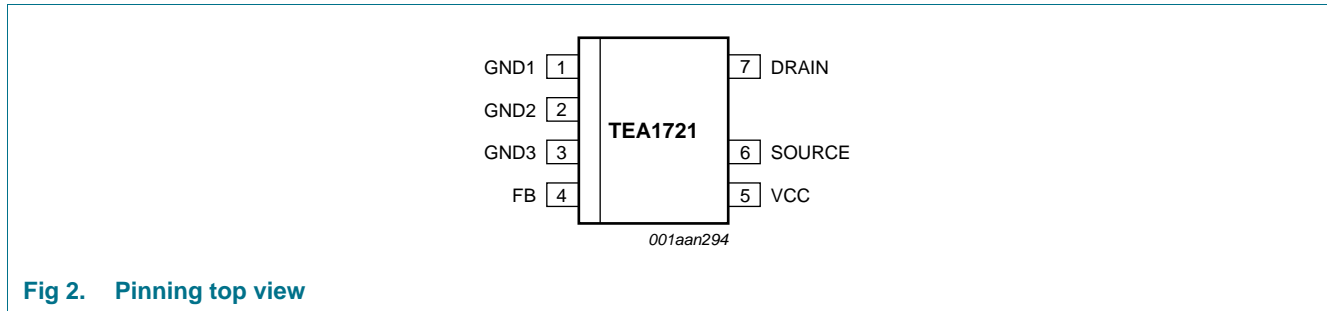 GND1 1 7 DRAIN
GND2 2
TEA1721
GND3 3 6 SOURCE
FB 4 5 VCC
001aan294
Fig 2. Pinning top view